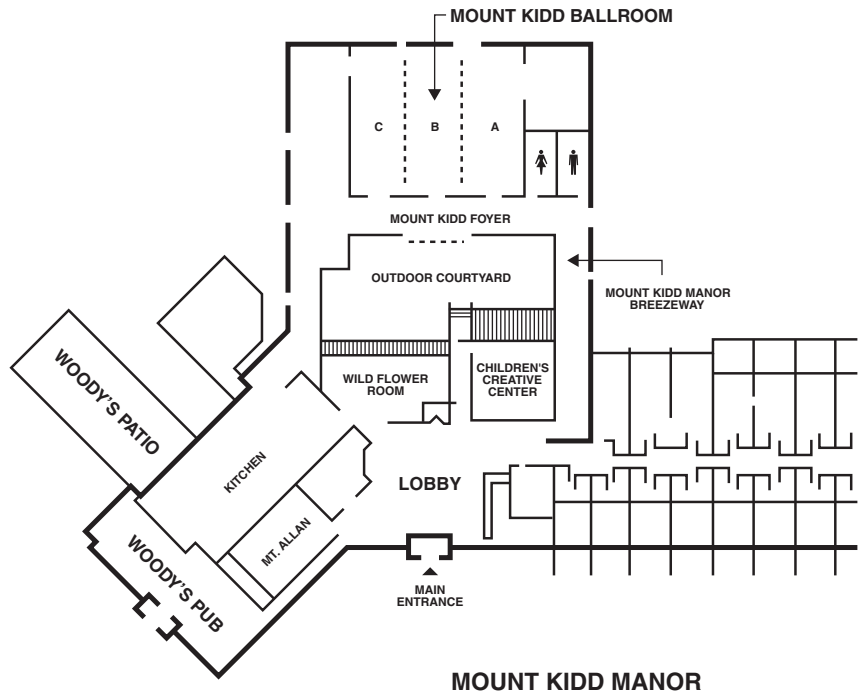 MOUNT KIDD BALLROOM
C
B
A
MOUNT KIDD FOYER
OUTDOOR COURTYARD
MOUNT KIDD MANOR
BREEZEWAY
WOODY'S PATIO
WILD FLOWER
ROOM
CHILDREN'S
CREATIVE
CENTER
KITCHEN
LOBBY
MT. ALLAN
WOODY'S PUB
MAIN
ENTRANCE
MOUNT KIDD MANOR